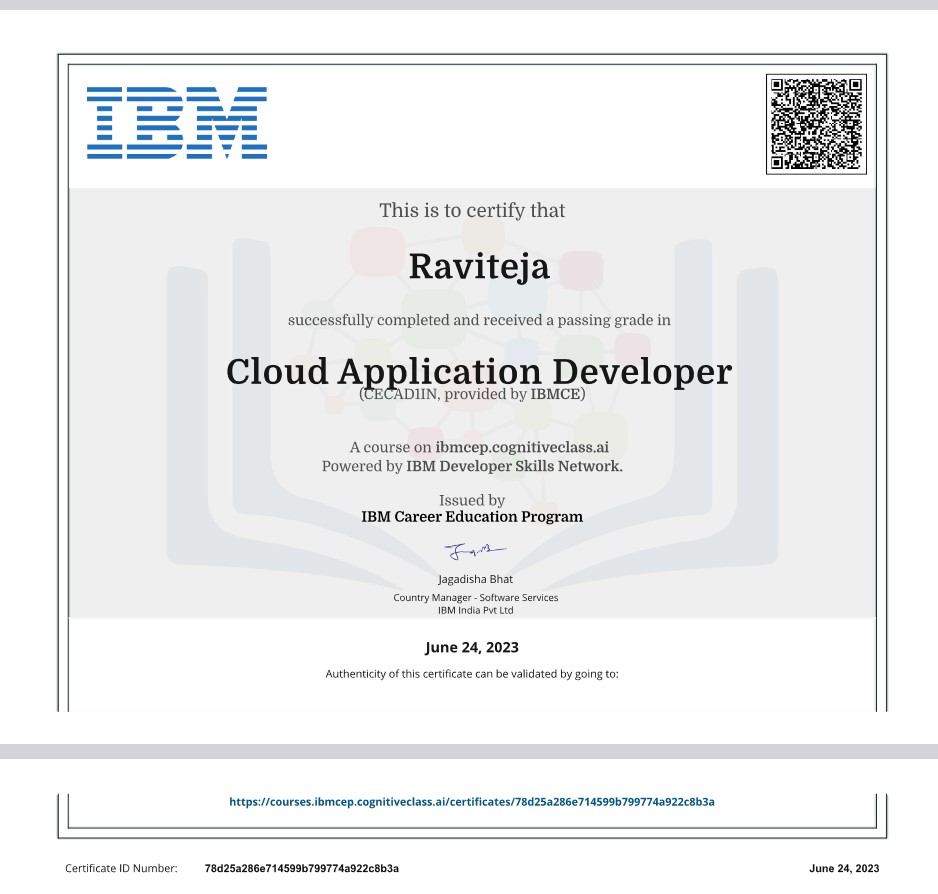 IBM
This is to certify that
Raviteja
successfully completed and received a passing grade in
Cloud Application Developer
(CECAD1IN, provided by IBMCE)
A course on ibmcep.cognitiveclass.ai
Powered by IBM Developer Skills Network.
Issued by
IBM Career Education Program
Jagadisha Bhat
Country Manager - Software Services
IBM India Pvt Ltd
June 24, 2023
Authenticity of this certificate can be validated by going to:
https://courses.ibmcep.cognitiveclass.ai/certificates/78d25a286e714599b799774a922c8b3a
Certificate ID Number: 78d25a286e714599b799774a922c8b3a June 24, 2023